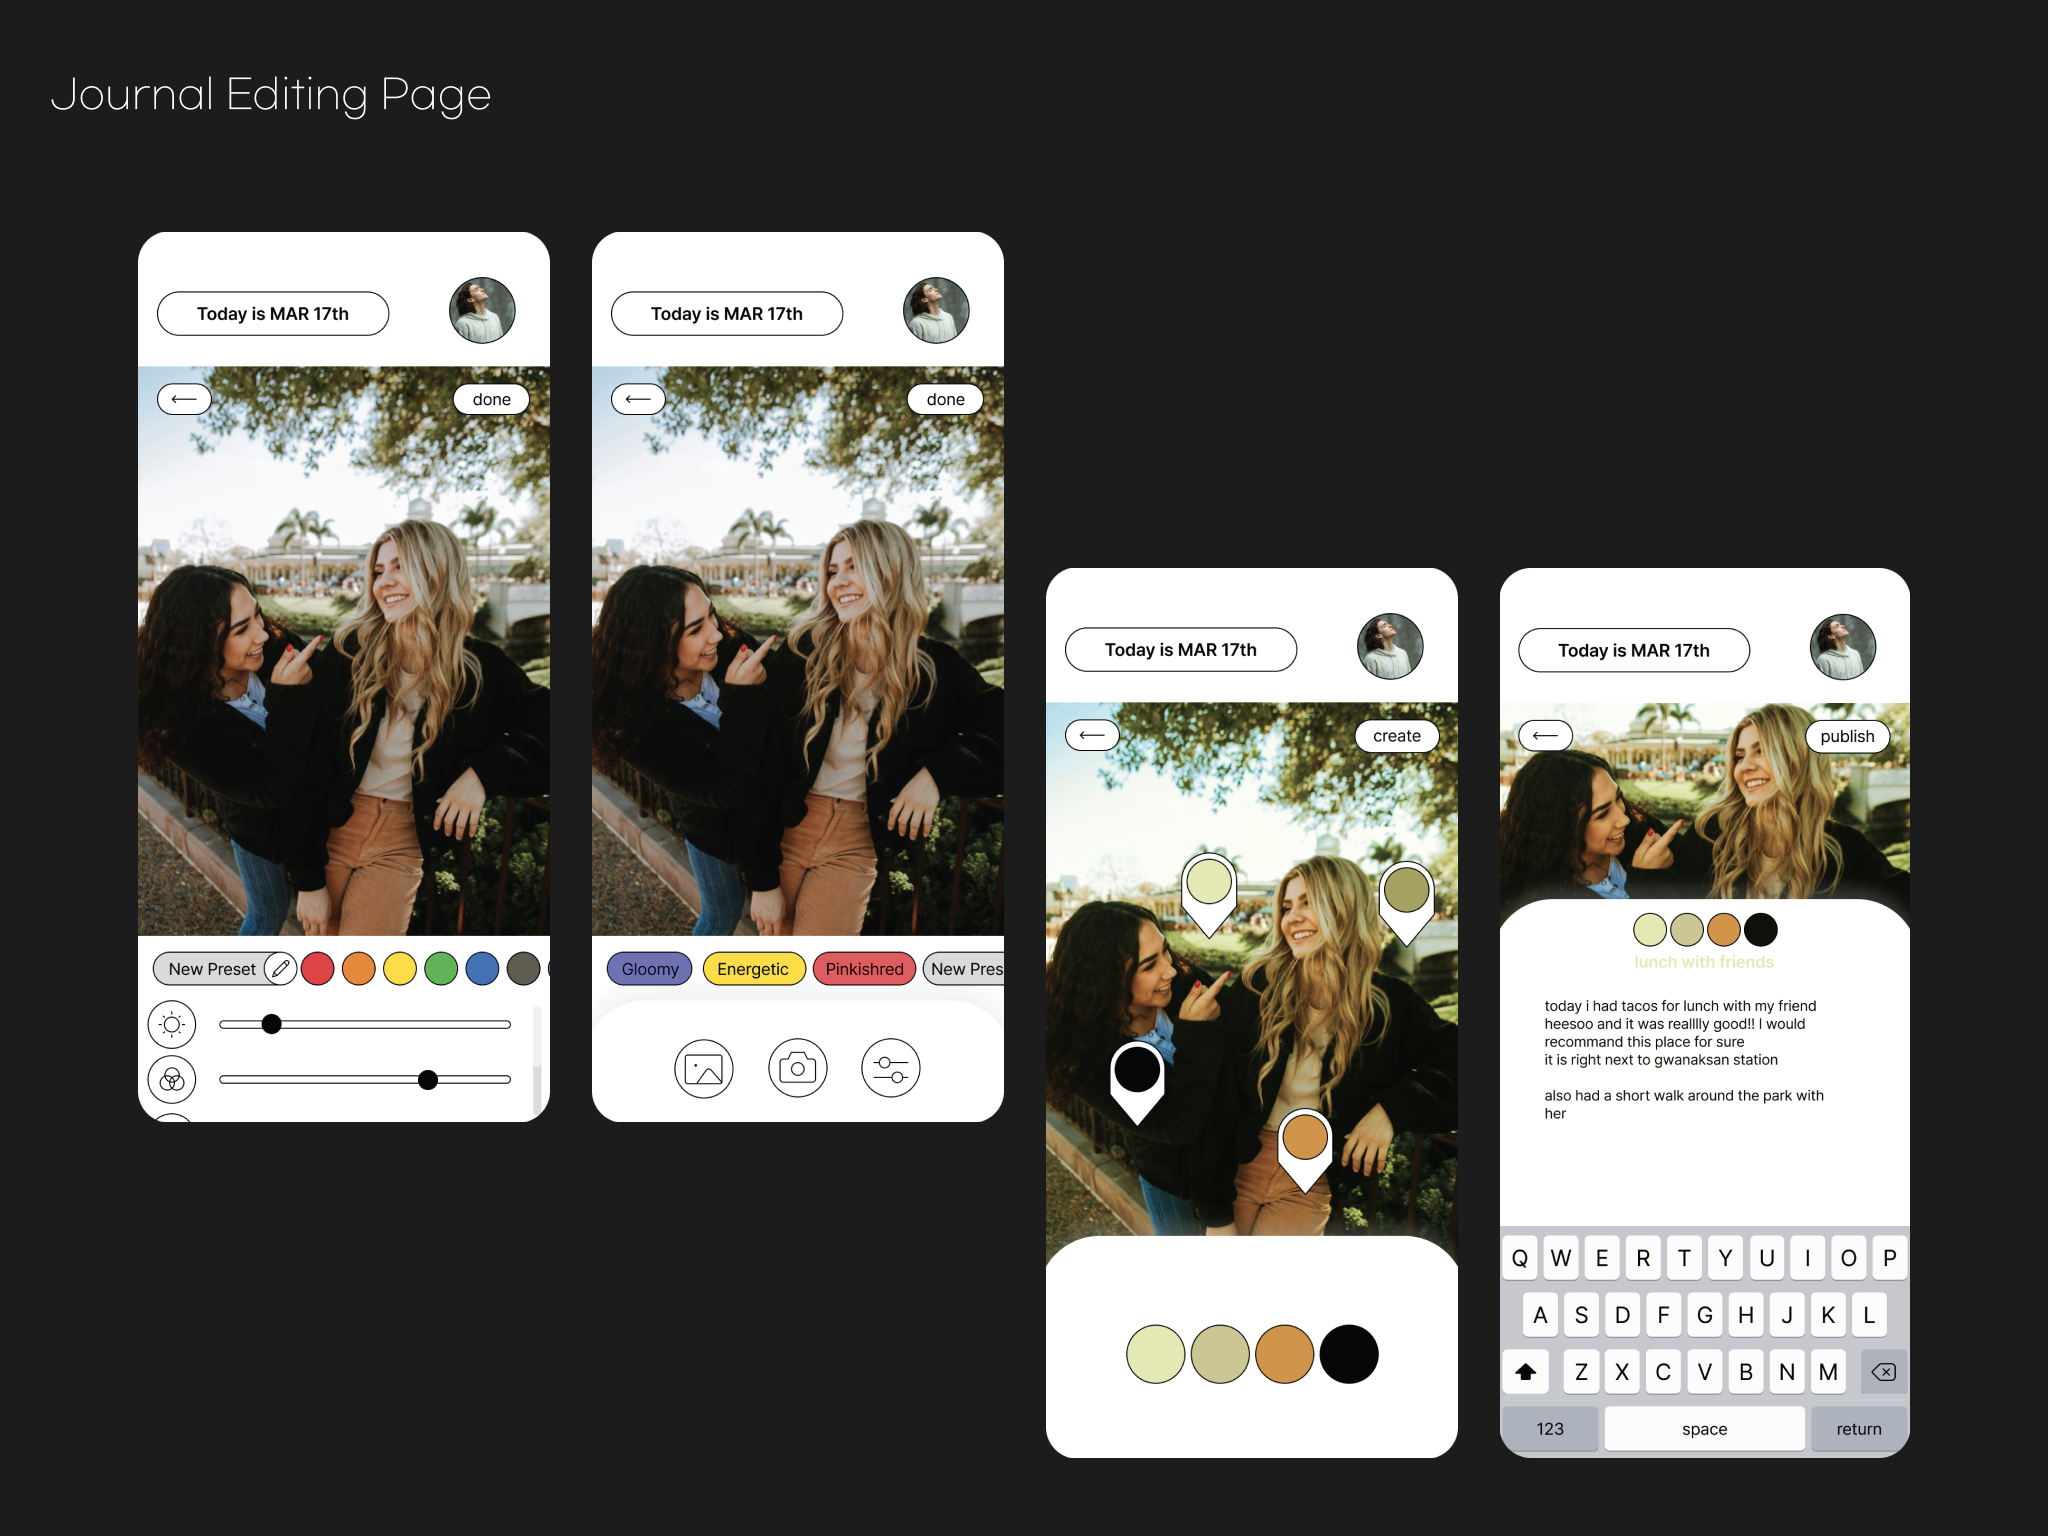 Journal Editing Page
Today is MAR 17th
done
New Preset
Today is MAR 17th
done
Gloomy
Energetic
Pinkishred
New Pres
Today is MAR 17th
create
Today is MAR 17th
publish
lunch with friends
today i had tacos for lunch with my friend
heesoo and it was realllly good!! I would
recommand this place for sure
it is right next to gwanaksan station
also had a short walk around the park with
her
Q W E R T Y U I O P
A S D F G H J K L
Z X C V B N M
123 space return